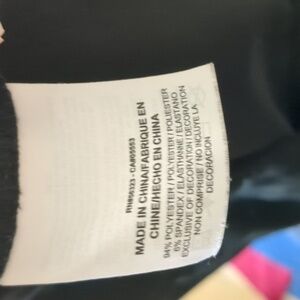 MADE IN CHINA/FABRIQUE EN
CHINE/HECHO EN CHINA
94% POLYESTER / POLYESTER / POLIESTER
6% SPANDEX / ELASTHANNE / ELASTANO
EXCLUSIVE OF DECORATION / DECORATION
NON COMPRISE / NO INCLUYE LA
DECORACION